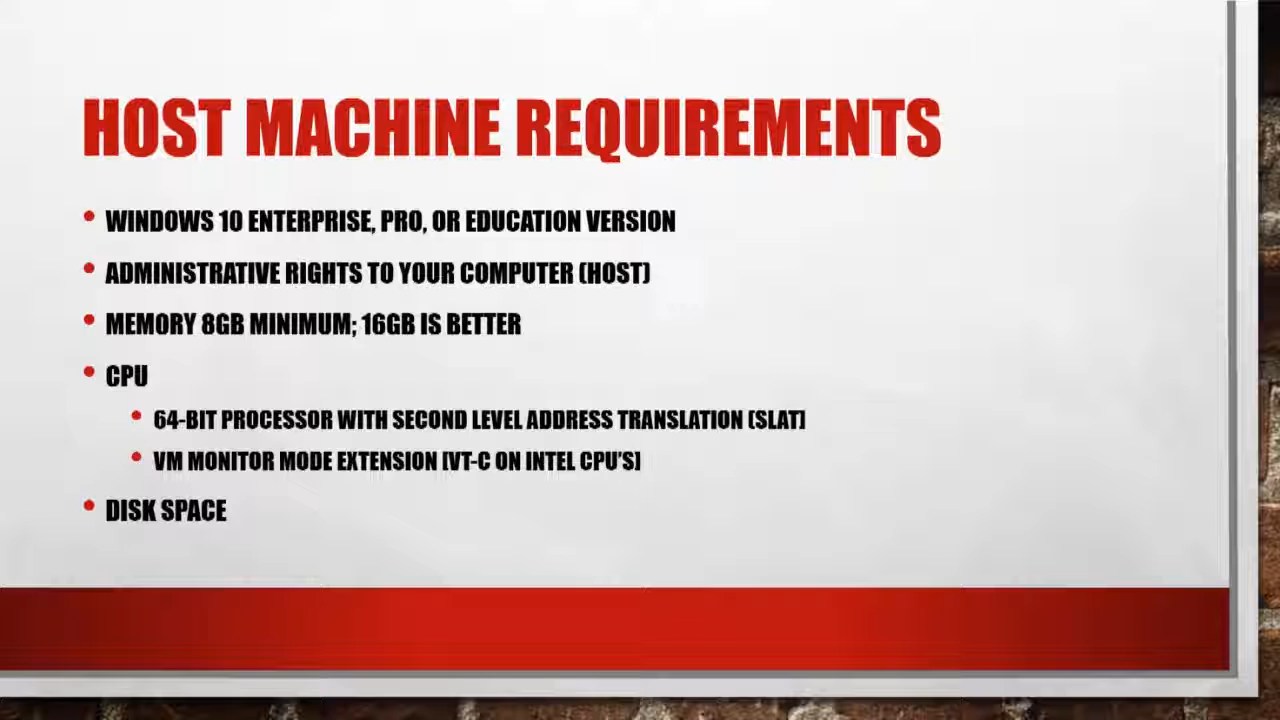 HOST MACHINE REQUIREMENTS
• WINDOWS 10 ENTERPRISE, PRO, OR EDUCATION VERSION
• ADMINISTRATIVE RIGHTS TO YOUR COMPUTER (HOST)
• MEMORY 8GB MINIMUM; 16GB IS BETTER
• CPU
• 64-BIT PROCESSOR WITH SECOND LEVEL ADDRESS TRANSLATION (SLAT)
• VM MONITOR MODE EXTENSION [VT-C ON INTEL CPU'S]
• DISK SPACE